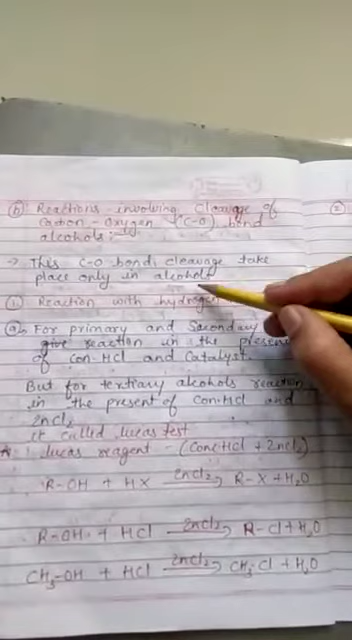 (b) Reactions involving Cleavage of
Carbon-Oxygen (C-O) bond
alcohols:-
→ This C-O bond cleavage take
place only in alcohols
Reaction with hydrogen
(a) For primary and Secondary
give reaction in the presen
of con. HCl and Catalyst.
But for tertiary alcohols reaction
in the present of con. HCl and
ZnCl2
it called lucas test
lucas reagent - (Conc HCl + ZnCl2)
R-OH + HX ZnCl2→ R-X + H2O
R-OH + HCl ZnCl2→ R-Cl + H2O
CH3-OH + HCl ZnCl2→ CH3-Cl + H2O